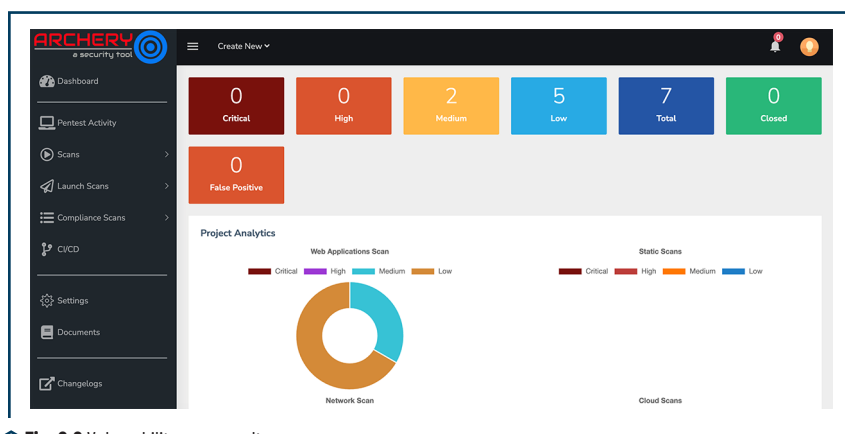 ARCHERY
a security tool
Create New
0
Dashboard
Pentest Activity
Scans
Launch Scans
Compliance Scans
CI/CD
Settings
Documents
Changelogs
0
Critical
0
High
2
Medium
5
Low
7
Total
0
Closed
0
False Positive
Project Analytics
Web Applications Scan
Critical High Medium Low
Static Scans
Critical High Medium Low
Network Scan
Cloud Scans